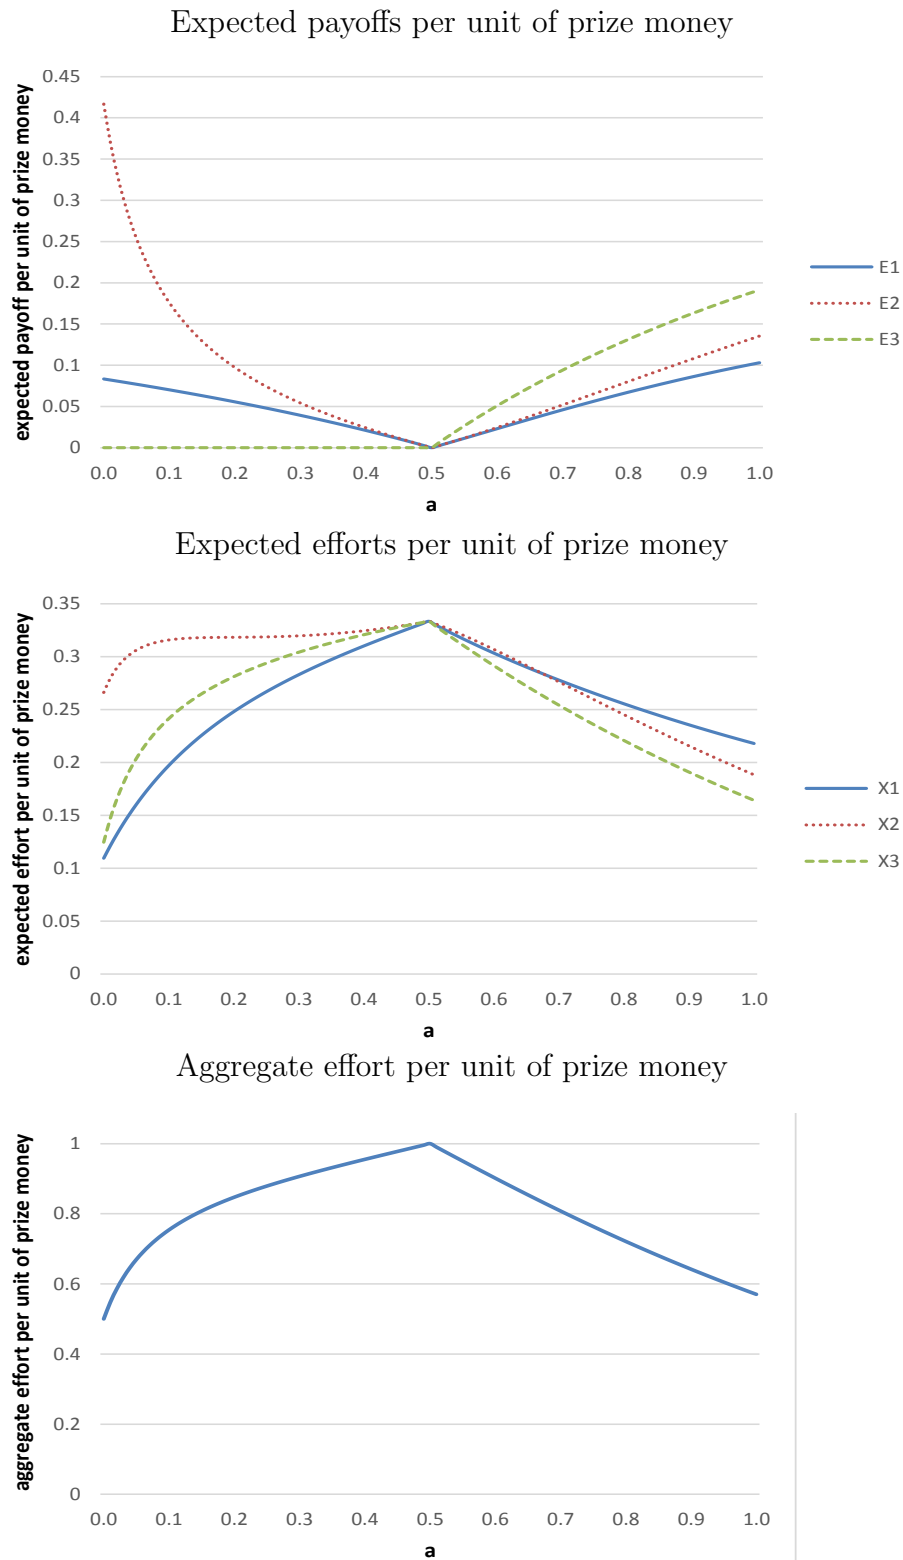 Expected payoffs per unit of prize money
expected payoff per unit of prize money
0.45
0.4
0.35
0.3
0.25
0.2
0.15
0.1
0.05
0
0.0 0.1 0.2 0.3 0.4 0.5 0.6 0.7 0.8 0.9 1.0
a
E1
E2
E3
Expected efforts per unit of prize money
expected effort per unit of prize money
0.35
0.3
0.25
0.2
0.15
0.1
0.05
0
0.0 0.1 0.2 0.3 0.4 0.5 0.6 0.7 0.8 0.9 1.0
a
X1
X2
X3
Aggregate effort per unit of prize money
aggregate effort per unit of prize money
1
0.8
0.6
0.4
0.2
0
0.0 0.1 0.2 0.3 0.4 0.5 0.6 0.7 0.8 0.9 1.0
a